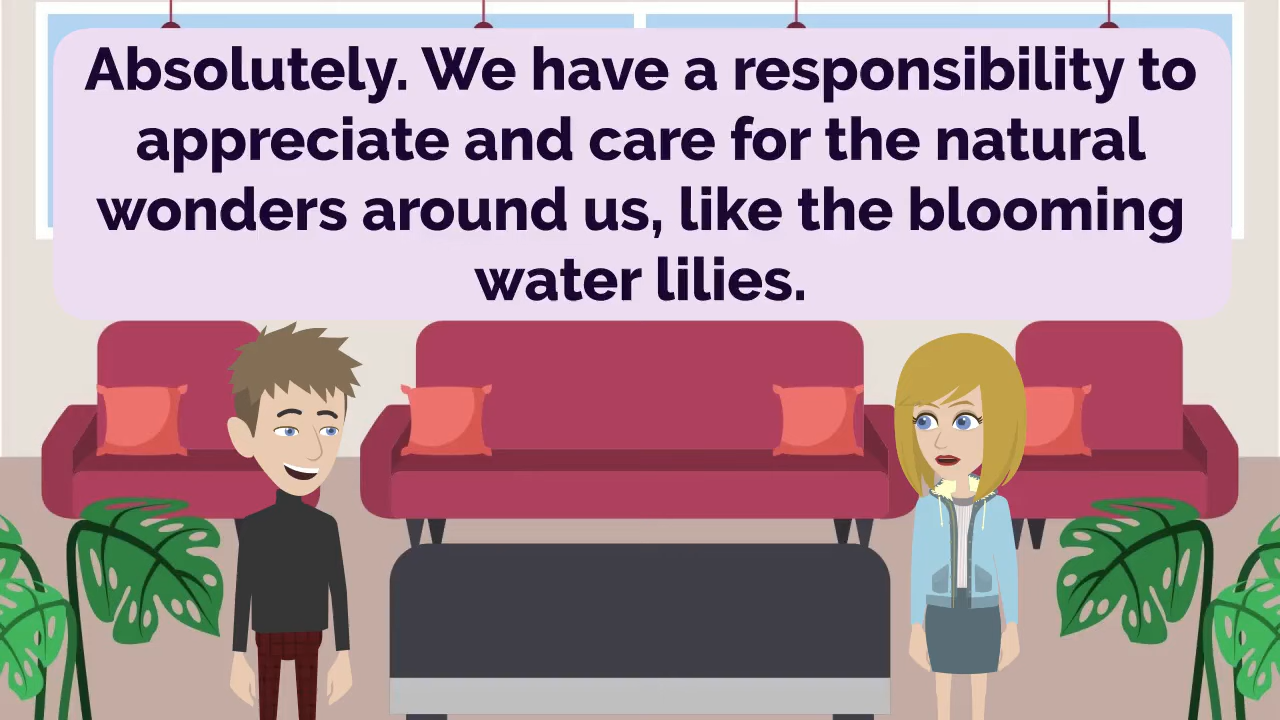 Absolutely. We have a responsibility to
appreciate and care for the natural
wonders around us, like the blooming
water lilies.